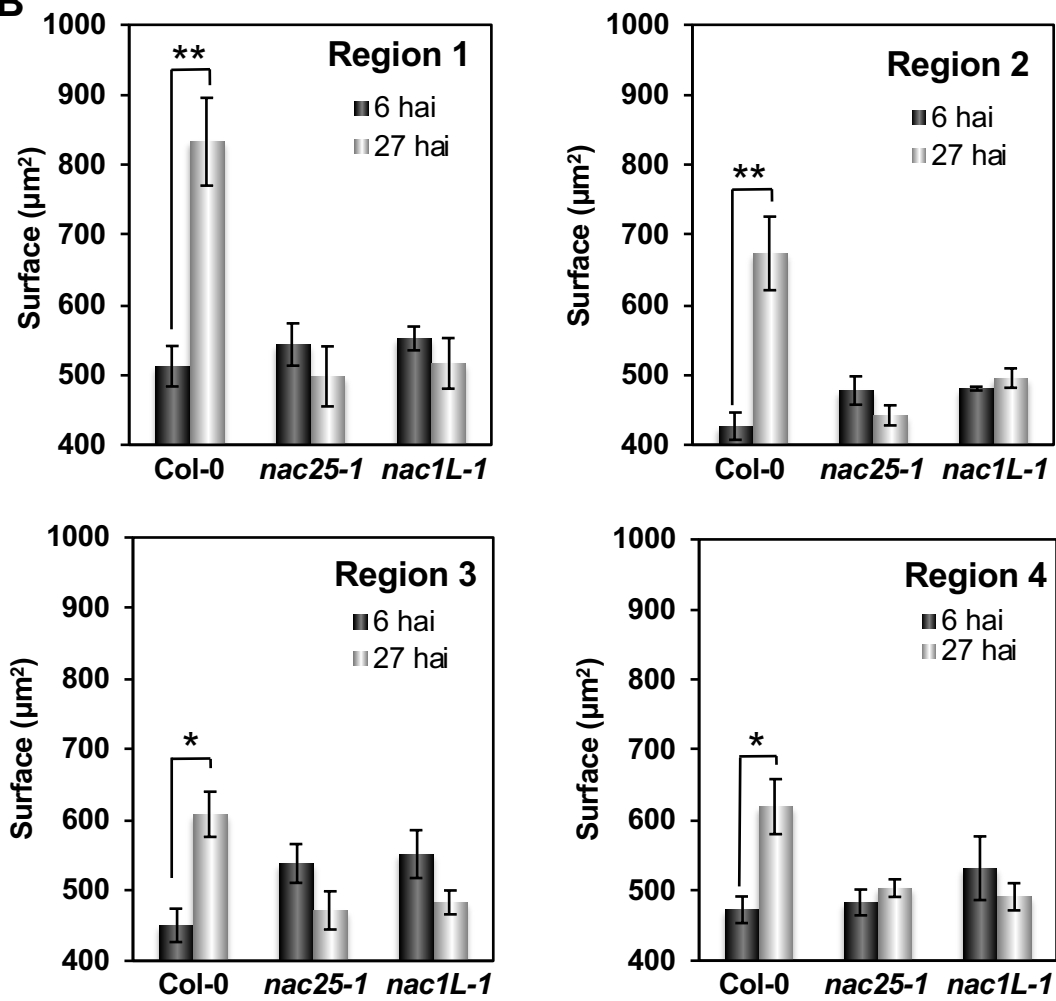 B
1000
900
800
700
600
500
400
Surface (µm²)
**
Region 1
6 hai
27 hai
Col-0 nac25-1 nac1L-1
1000
900
800
700
600
500
400
Surface (µm²)
**
Region 2
6 hai
27 hai
Col-0 nac25-1 nac1L-1
1000
900
800
700
600
500
400
Surface (µm²)
*
Region 3
6 hai
27 hai
Col-0 nac25-1 nac1L-1
1000
900
800
700
600
500
400
Surface (µm²)
*
Region 4
6 hai
27 hai
Col-0 nac25-1 nac1L-1